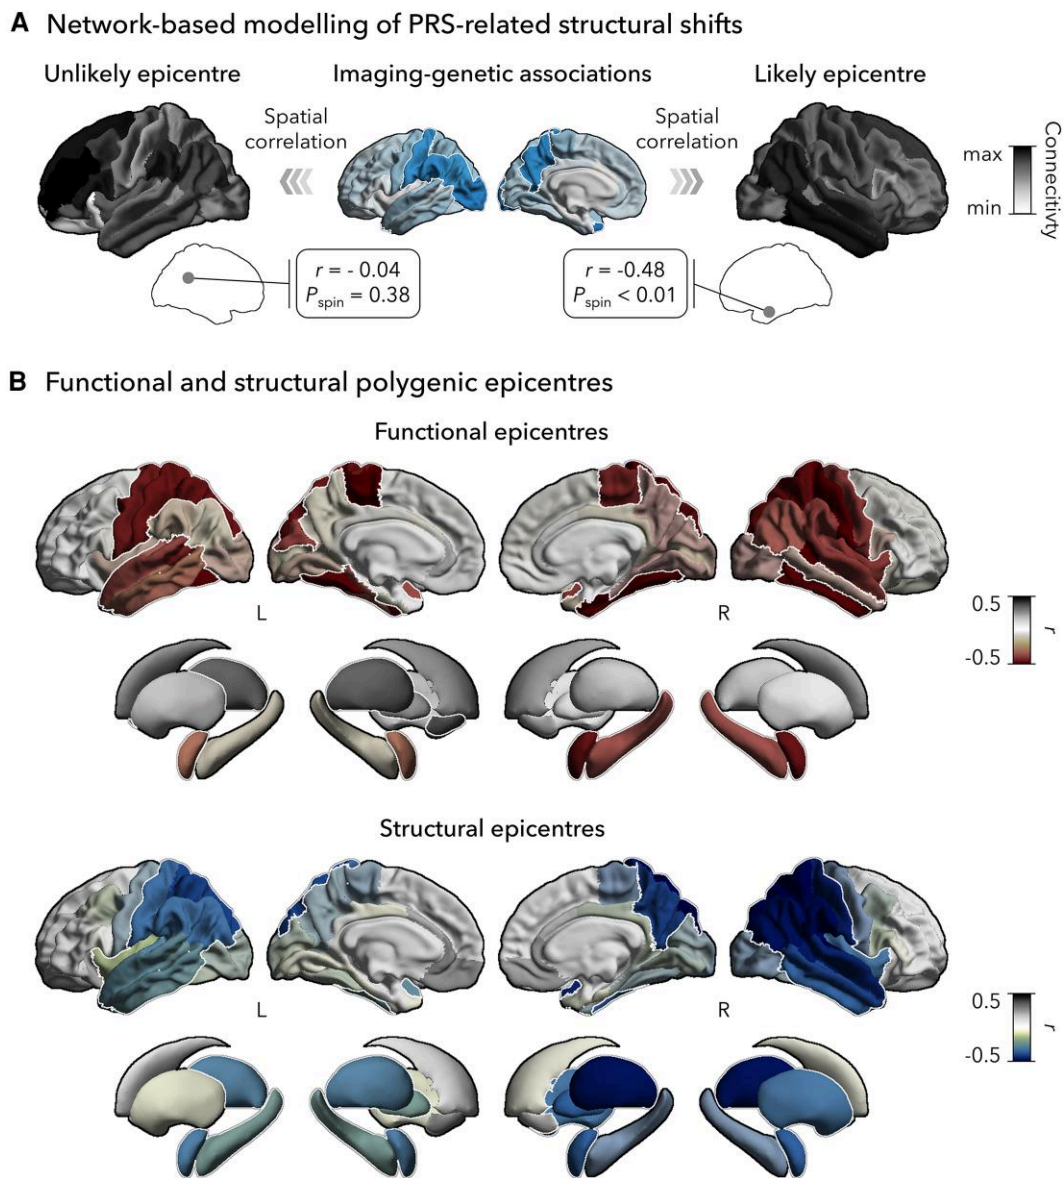 A Network-based modelling of PRS-related structural shifts
Unlikely epicentre
Imaging-genetic associations
Likely epicentre
Spatial
correlation
Spatial
correlation
max
min
Connecitivty
r = - 0.04
Pspin = 0.38
r = -0.48
Pspin < 0.01
B Functional and structural polygenic epicentres
Functional epicentres
L
R
0.5
-0.5
r
Structural epicentres
L
R
0.5
-0.5
r